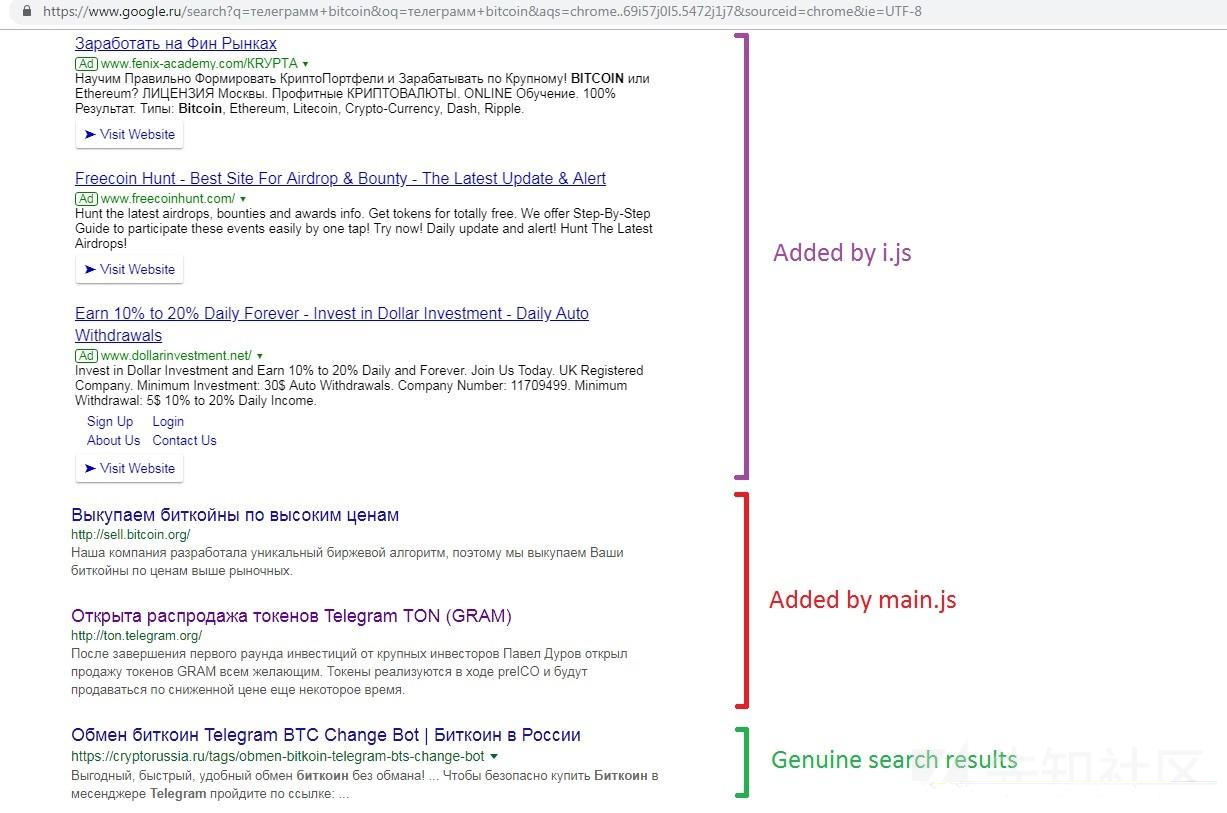 https://www.google.ru/search?q=телеграмм+bitcoin&oq=телеграмм+bitcoin&aqs=chrome..69i57j0l5.5472j1j7&sourceid=chrome&ie=UTF-8
Заработать на Фин Рынках
Ad www.fenix-academy.com/КRУРТА
Научим Правильно Формировать КриптоПортфели и Зарабатывать по Крупному! BITCOIN или
Ethereum? ЛИЦЕНЗИЯ Москвы. Профитные КРИПТОВАЛЮТЫ. ONLINE Обучение. 100%
Результат. Типы: Bitcoin, Ethereum, Litecoin, Crypto-Currency, Dash, Ripple.
➤ Visit Website
Freecoin Hunt - Best Site For Airdrop & Bounty - The Latest Update & Alert
Ad www.freecoinhunt.com/
Hunt the latest airdrops, bounties and awards info. Get tokens for totally free. We offer Step-By-Step
Guide to participate these events easily by one tap! Try now! Daily update and alert! Hunt The Latest
Airdrops!
➤ Visit Website
Added by i.js
Earn 10% to 20% Daily Forever - Invest in Dollar Investment - Daily Auto
Withdrawals
Ad www.dollarinvestment.net/
Invest in Dollar Investment and Earn 10% to 20% Daily and Forever. Join Us Today. UK Registered
Company. Minimum Investment: 30$ Auto Withdrawals. Company Number: 11709499. Minimum
Withdrawal: 5$ 10% to 20% Daily Income.
Sign Up Login
About Us Contact Us
➤ Visit Website
Выкупаем биткойны по высоким ценам
http://sell.bitcoin.org/
Наша компания разработала уникальный биржевой алгоритм, поэтому мы выкупаем Ваши
биткойны по ценам выше рыночных.
Added by main.js
Открыта распродажа токенов Telegram TON (GRAM)
http://ton.telegram.org/
После завершения первого раунда инвестиций от крупных инвесторов Павел Дуров открыл
продажу токенов GRAM всем желающим. Токены реализуются в ходе preICO и будут
продаваться по сниженной цене еще некоторое время.
Обмен биткоин Telegram BTC Change Bot | Биткоин в России
https://cryptorussia.ru/tags/obmen-bitkoin-telegram-bts-change-bot
Выгодный, быстрый, удобный обмен биткоин без обмана! ... Чтобы безопасно купить Биткоин в
месенджере Telegram пройдите по ссылке: ...
Genuine search results
先知社区